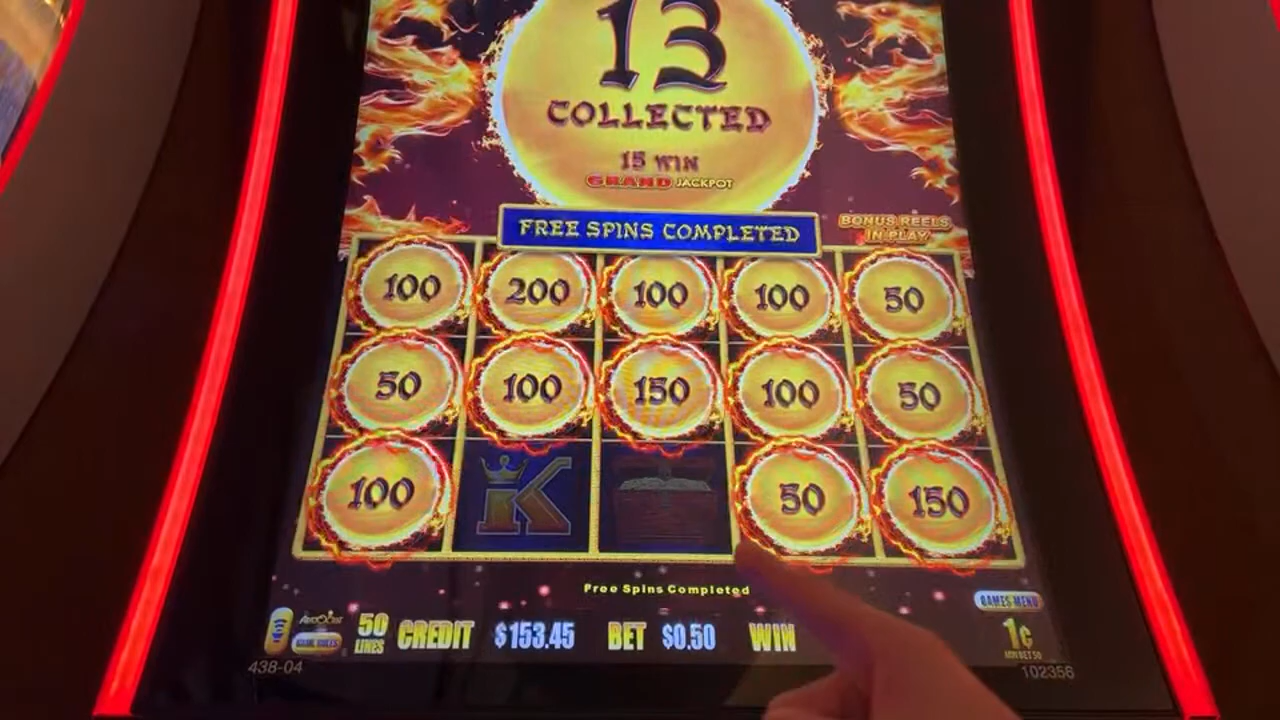 13
COLLECTED
15 WIN
GRAND JACKPOT
FREE SPINS COMPLETED
BONUS REELS
IN PLAY
100 200 100 100 50
50 100 150 100 50
100 K 50 150
Free Spins Completed
GAMES MENU
50
LINES
CREDIT $153.45 BET $0.50 WIN
1¢
438-04
102356